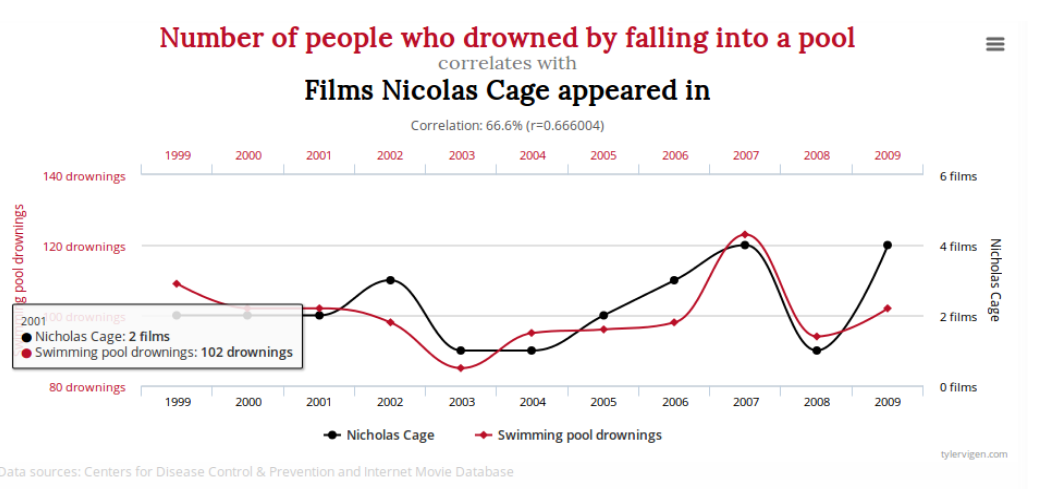 Number of people who drowned by falling into a pool
correlates with
Films Nicolas Cage appeared in
Correlation: 66.6% (r=0.666004)
1999 2000 2001 2002 2003 2004 2005 2006 2007 2008 2009
140 drownings 6 films
120 drownings 4 films
100 drownings 2 films
80 drownings 0 films
g pool drownings
Nicholas Cage
2001
Nicholas Cage: 2 films
Swimming pool drownings: 102 drownings
1999 2000 2001 2002 2003 2004 2005 2006 2007 2008 2009
Nicholas Cage Swimming pool drownings
tylervigen.com
Data sources: Centers for Disease Control & Prevention and Internet Movie Database